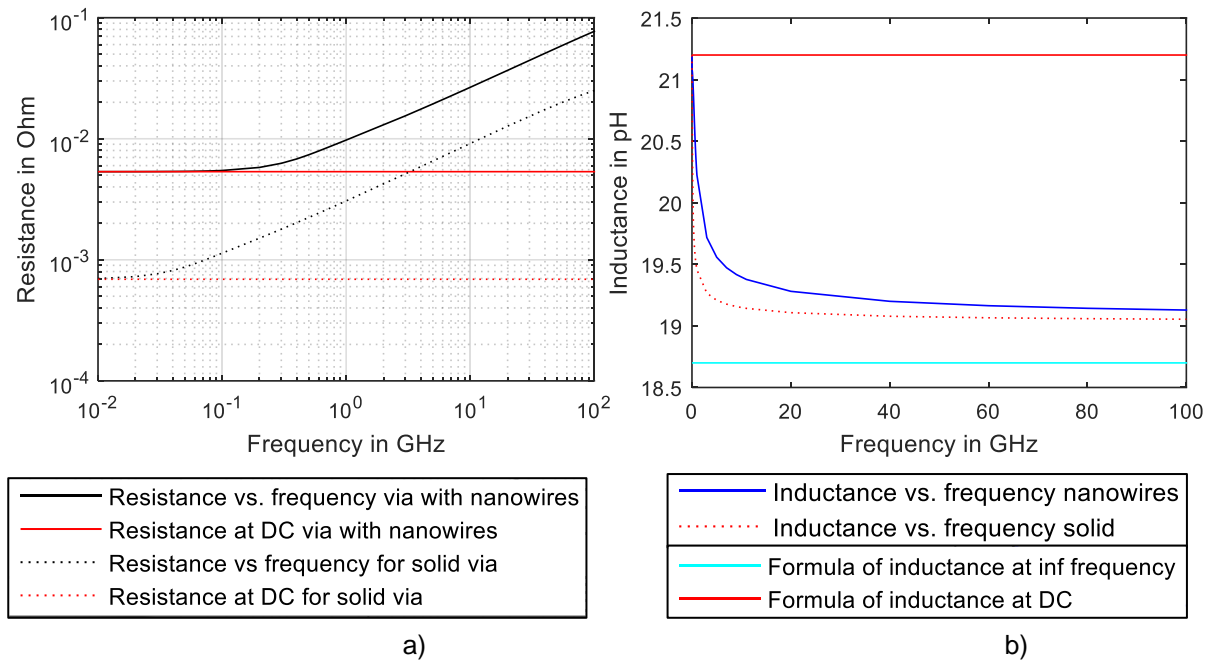 10^-1
10^-2
10^-3
10^-4
Resistance in Ohm
10^-2
10^-1
10^0
10^1
10^2
Frequency in GHz
Resistance vs. frequency via with nanowires
Resistance at DC via with nanowires
Resistance vs frequency for solid via
Resistance at DC for solid via
a)
21.5
21
20.5
20
19.5
19
18.5
Inductance in pH
0
20
40
60
80
100
Frequency in GHz
Inductance vs. frequency nanowires
Inductance vs. frequency solid
Formula of inductance at inf frequency
Formula of inductance at DC
b)